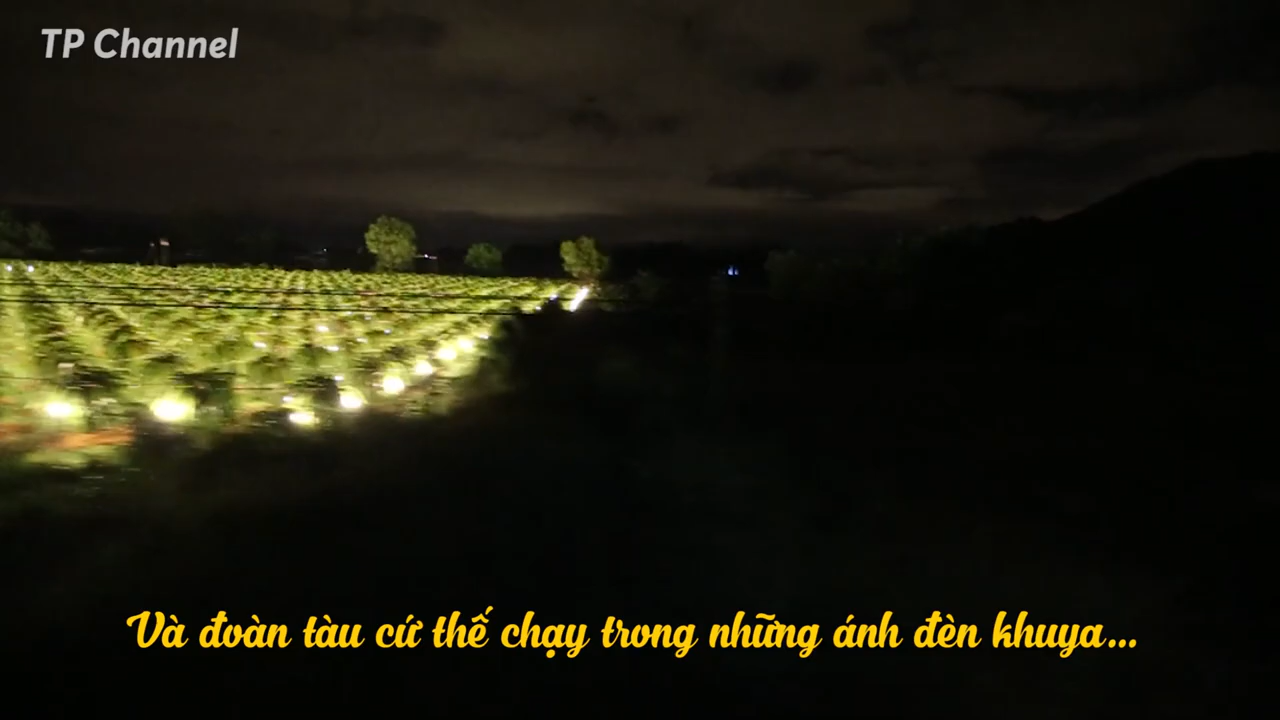 TP Channel
Và đoàn tàu cứ thế chạy trong những ánh đèn khuya...